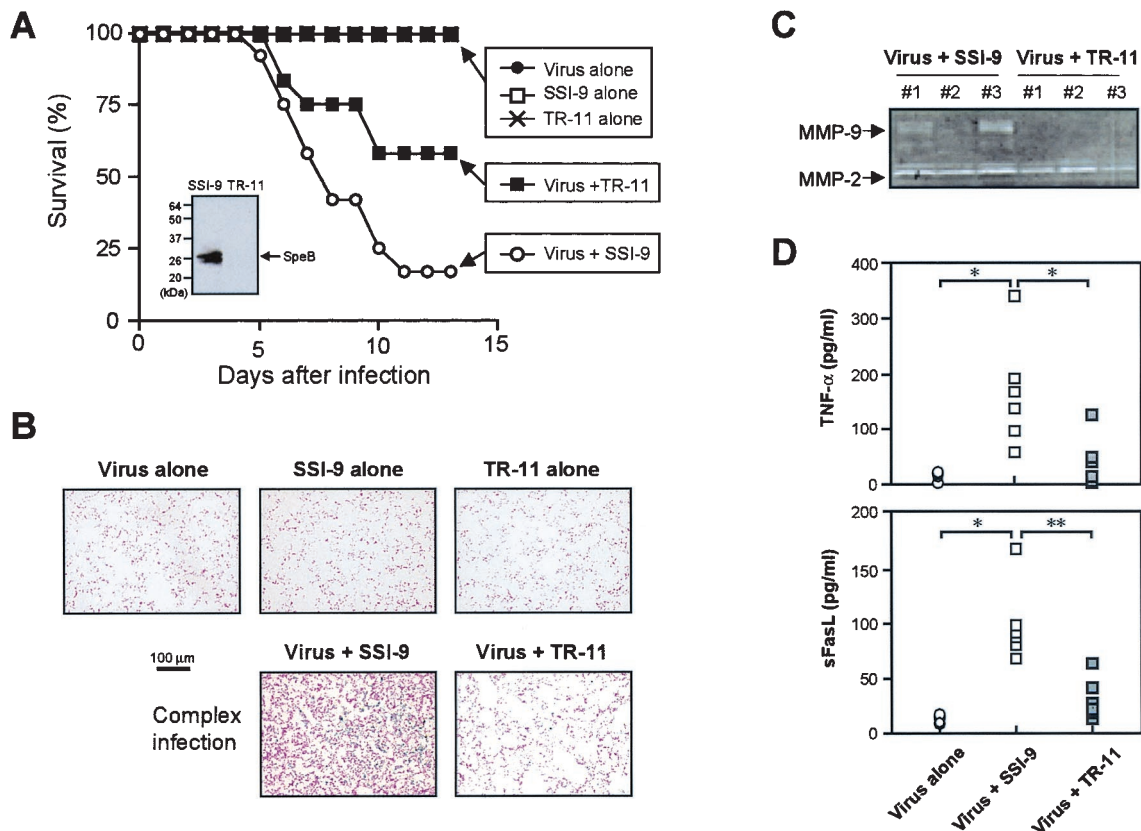 A
Survival (%)
100
75
50
25
0
0 5 10 15
Days after infection
Virus alone
SSI-9 alone
TR-11 alone
Virus +TR-11
Virus + SSI-9
SSI-9 TR-11
64
50
37
26
20
(kDa)
SpeB
B
Virus alone
SSI-9 alone
TR-11 alone
Virus + SSI-9
Virus + TR-11
100 μm
Complex
infection
C
Virus + SSI-9 Virus + TR-11
#1 #2 #3 #1 #2 #3
MMP-9
MMP-2
D
TNF-α (pg/ml)
400
300
200
100
0
* *
sFasL (pg/ml)
200
150
100
50
0
* **
Virus alone
Virus + SSI-9
Virus + TR-11